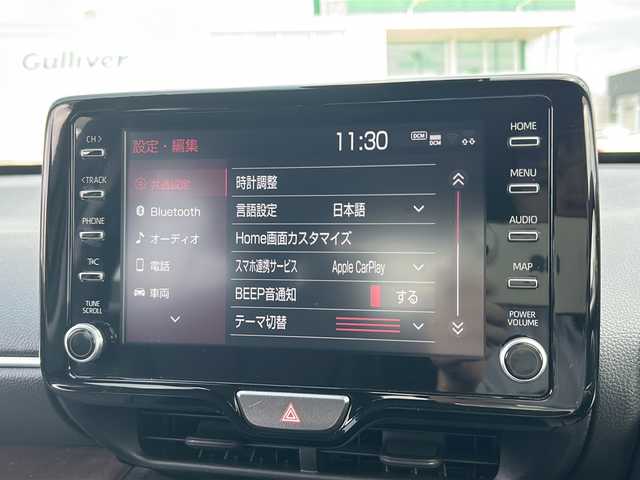 Gulliver
CH >
< TRACK
PHONE
TUNE
SCROLL
設定・編集
11:30
DCM
DCM
共通設定
Bluetooth
オーディオ
電話
車両
時計調整
言語設定 日本語
Home画面カスタマイズ
スマホ連携サービス Apple CarPlay
BEEP音通知 する
テーマ切替
HOME
MENU
AUDIO
MAP
POWER
VOLUME